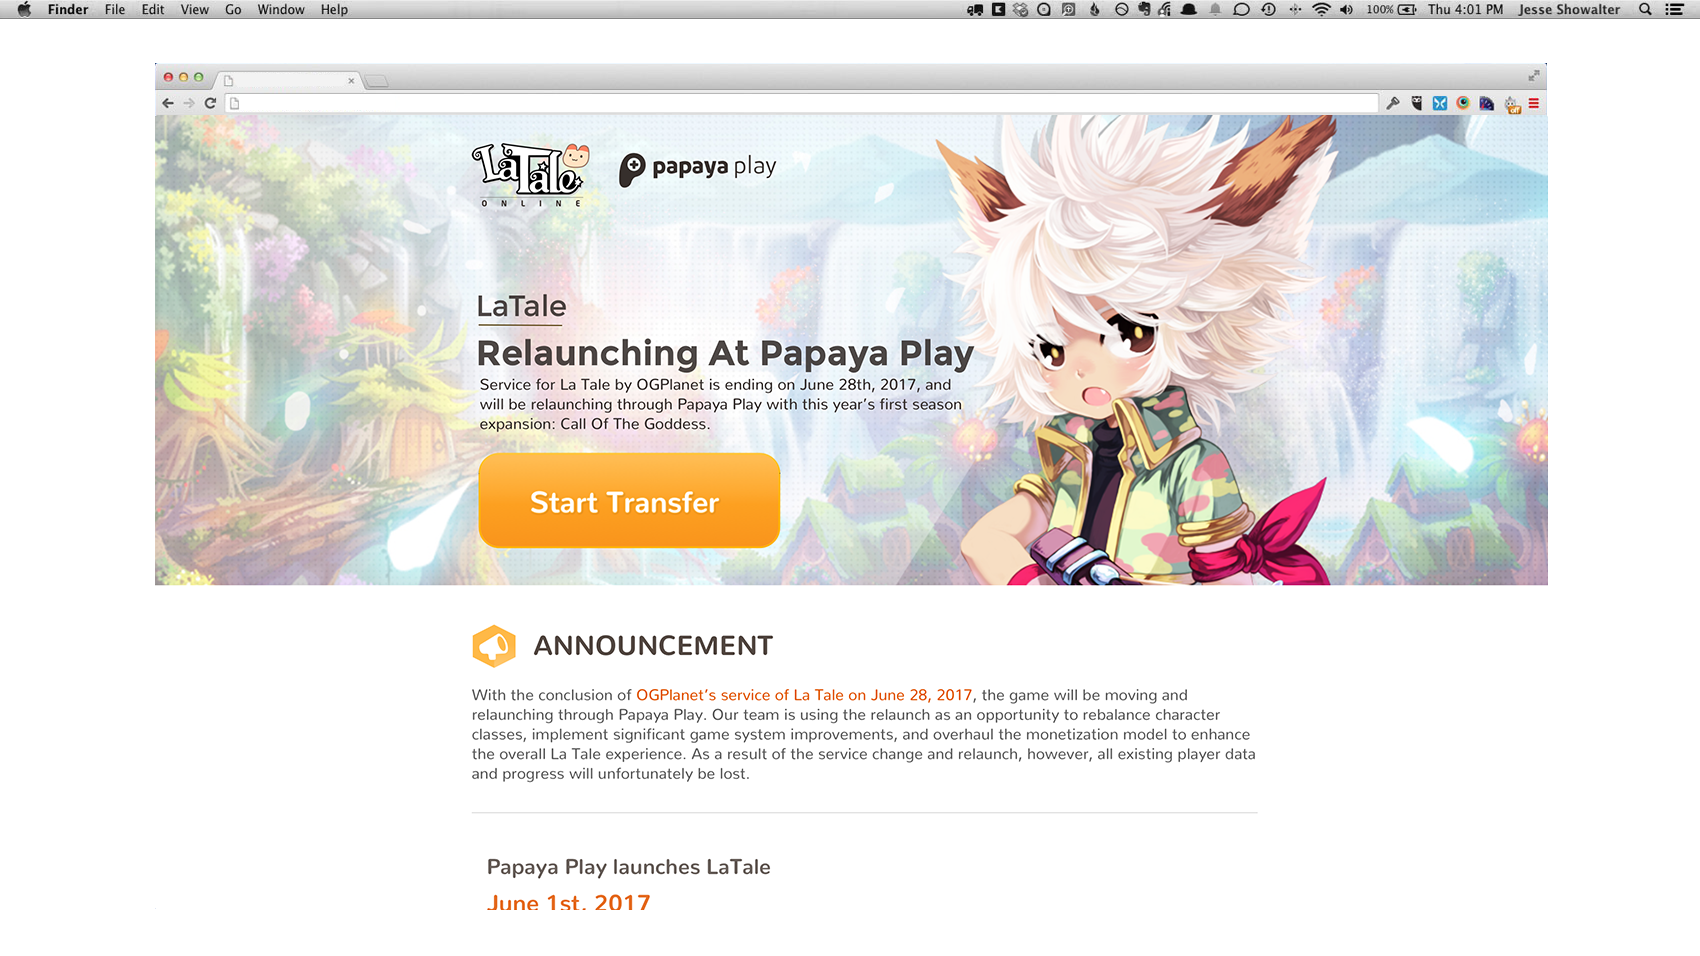 Finder File Edit View Go Window Help
100% Thu 4:01 PM Jesse Showalter
off
LaTale
ONLINE
papaya play
LaTale
Relaunching At Papaya Play
Service for La Tale by OGPlanet is ending on June 28th, 2017, and
will be relaunching through Papaya Play with this year's first season
expansion: Call Of The Goddess.
Start Transfer
ANNOUNCEMENT
With the conclusion of OGPlanet's service of La Tale on June 28, 2017, the game will be moving and
relaunching through Papaya Play. Our team is using the relaunch as an opportunity to rebalance character
classes, implement significant game system improvements, and overhaul the monetization model to enhance
the overall La Tale experience. As a result of the service change and relaunch, however, all existing player data
and progress will unfortunately be lost.
Papaya Play launches LaTale
June 1st, 2017